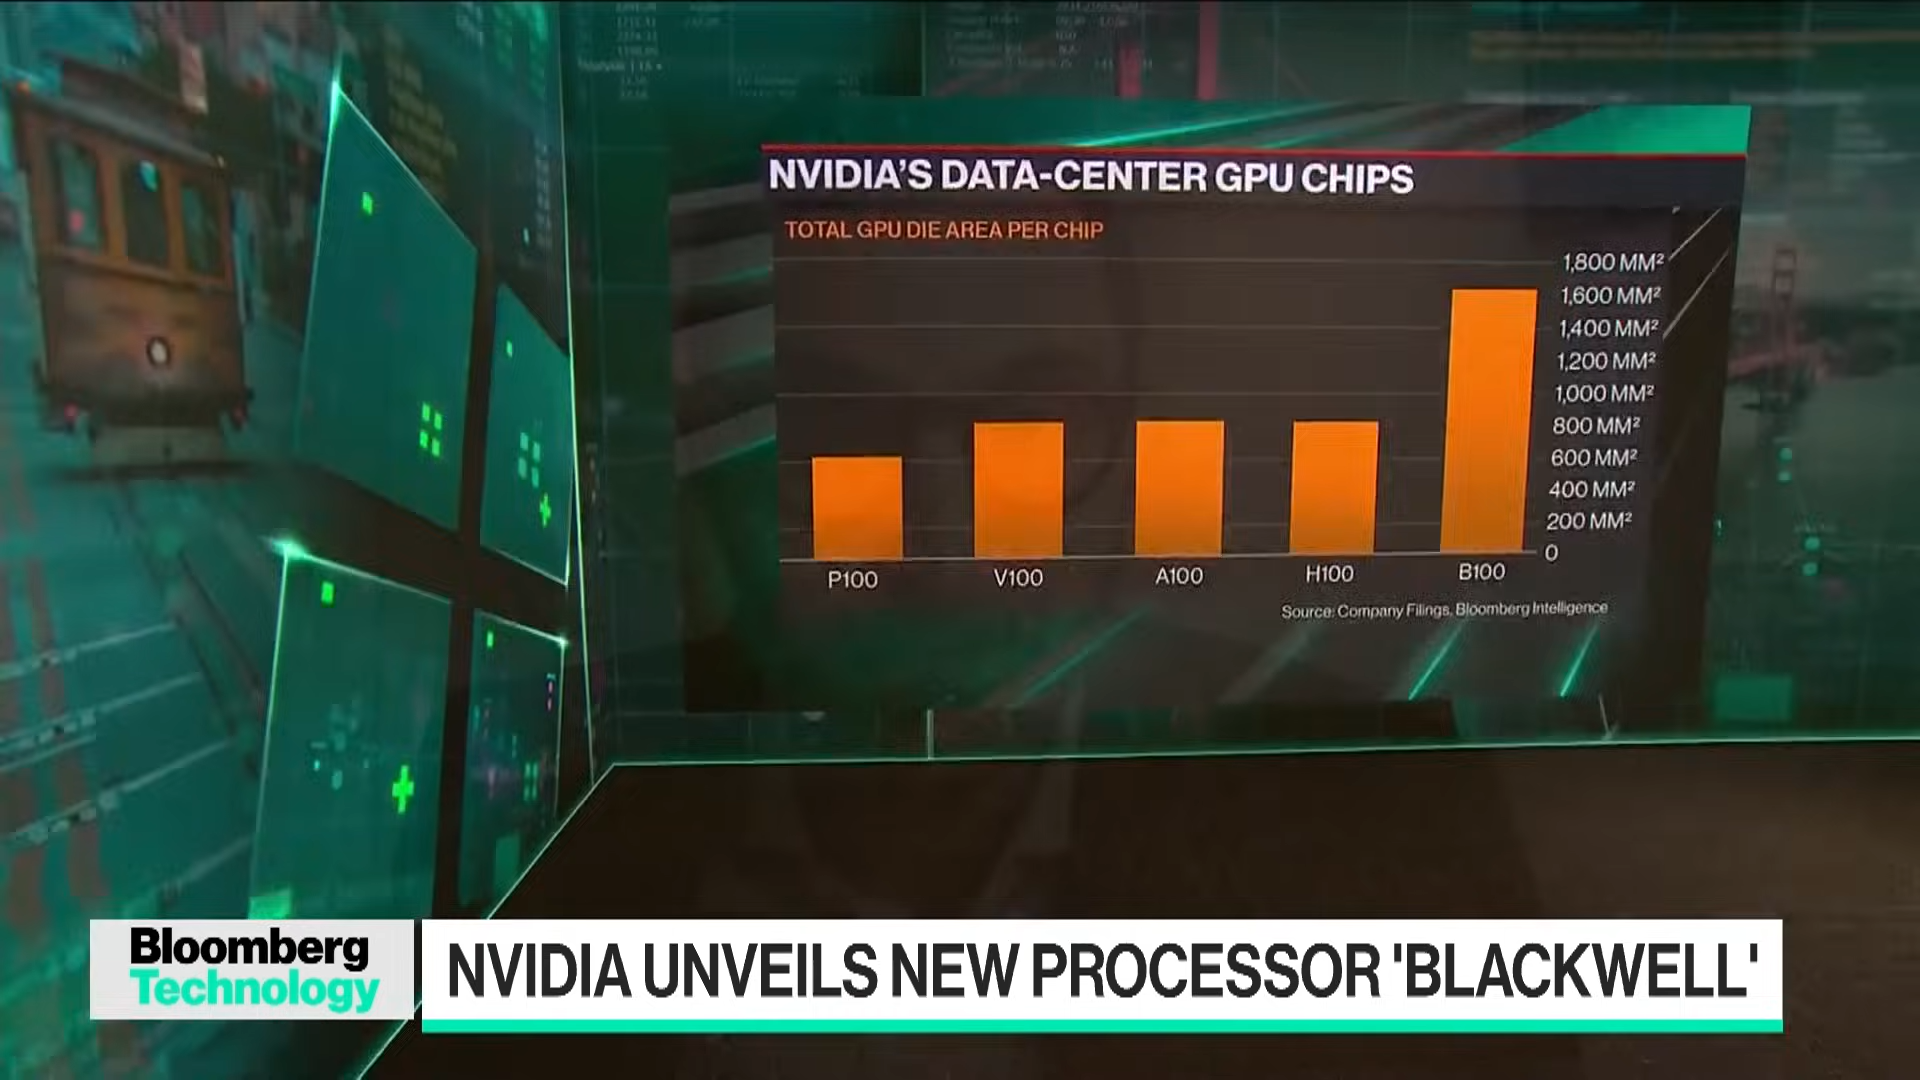 NVIDIA'S DATA-CENTER GPU CHIPS
TOTAL GPU DIE AREA PER CHIP
1,800 MM²
1,600 MM²
1,400 MM²
1,200 MM²
1,000 MM²
800 MM²
600 MM²
400 MM²
200 MM²
0
P100 V100 A100 H100 B100
Source: Company Filings, Bloomberg Intelligence
Bloomberg
Technology
NVIDIA UNVEILS NEW PROCESSOR 'BLACKWELL'